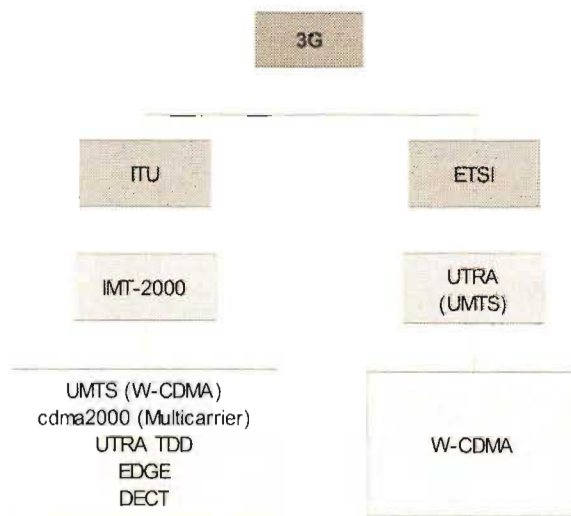 3G
ITU
ETSI
IMT-2000
UTRA
(UMTS)
UMTS (W-CDMA)
cdma2000 (Multicarrier)
UTRA TDD
EDGE
DECT
W-CDMA